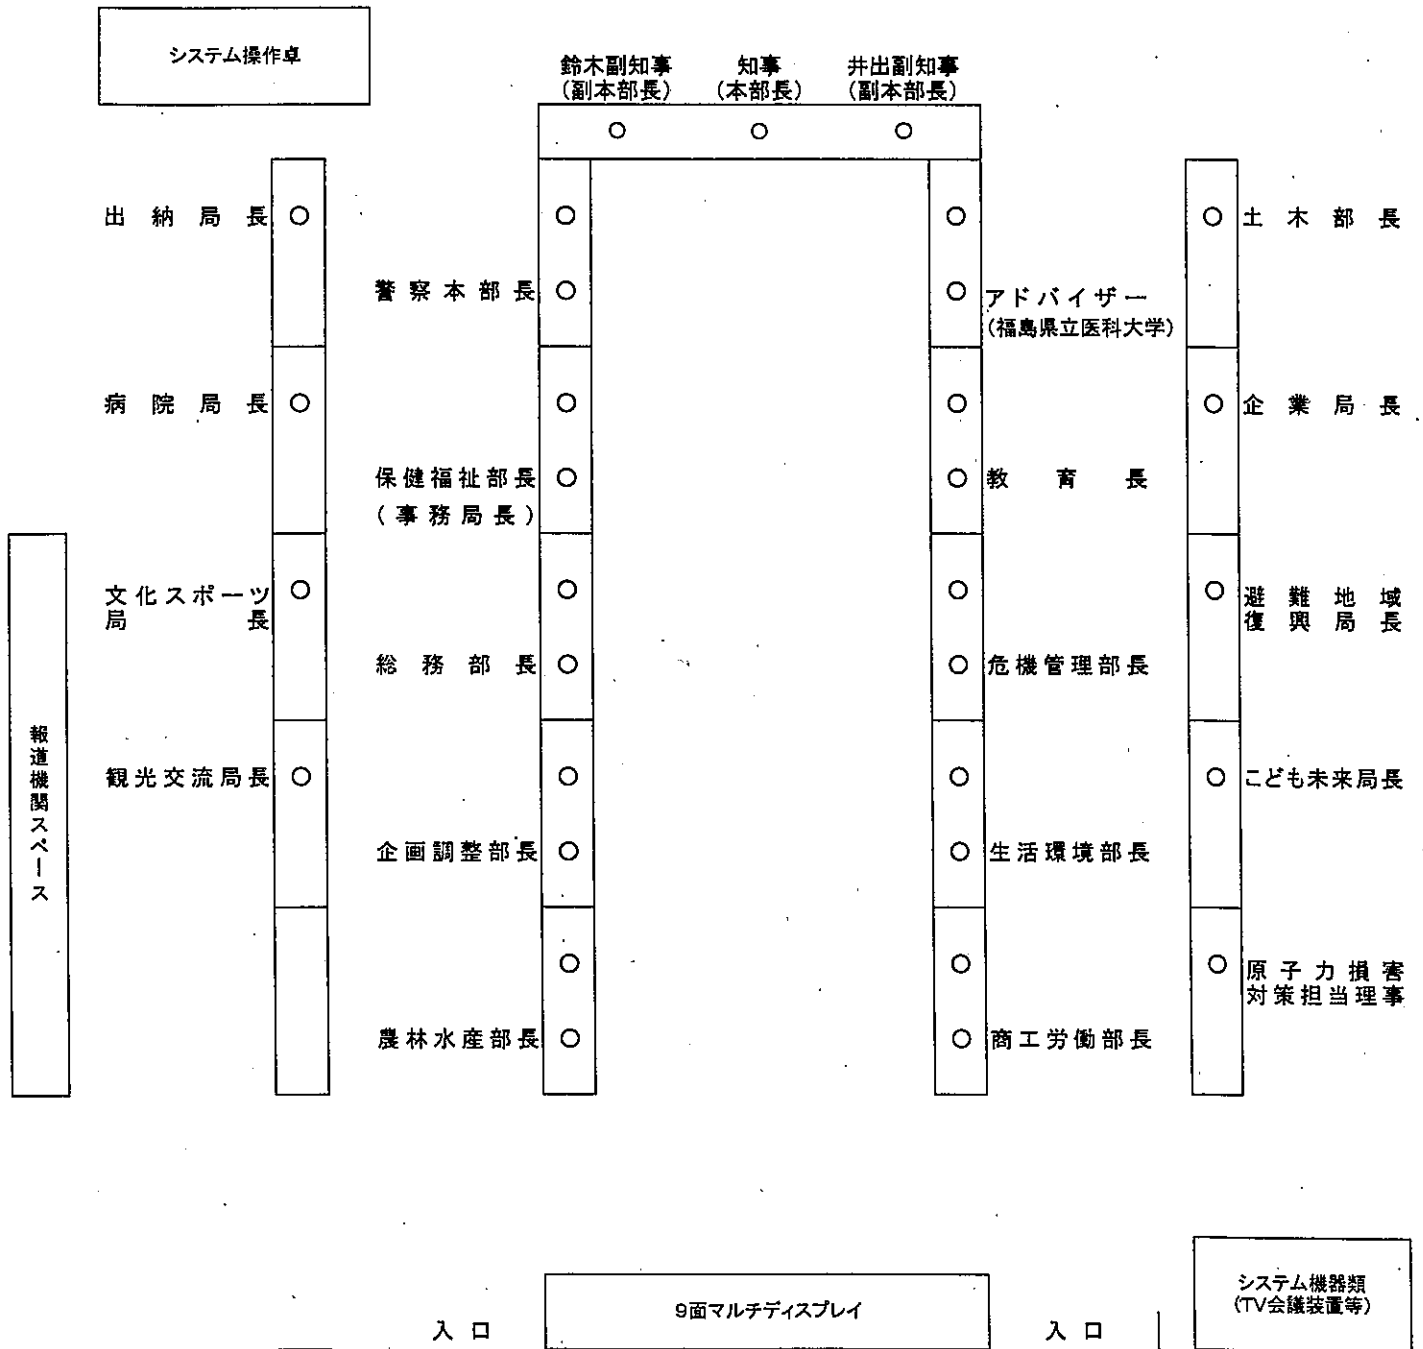 システム操作卓
鈴木副知事
(副本部長)
知事
(本部長)
井出副知事
(副本部長)
出納局長
警察本部長
アドバイザー
(福島県立医科大学)
土木部長
病院局長
保健福祉部長
(事務局長)
教育長
企業局長
文化スポーツ
局長
総務部長
危機管理部長
避難地域
復興局長
観光交流局長
企画調整部長
生活環境部長
こども未来局長
農林水産部長
商工労働部長
原子力損害
対策担当理事
報道機関スペース
入口
9面マルチディスプレイ
入口
システム機器類
(TV会議装置等)